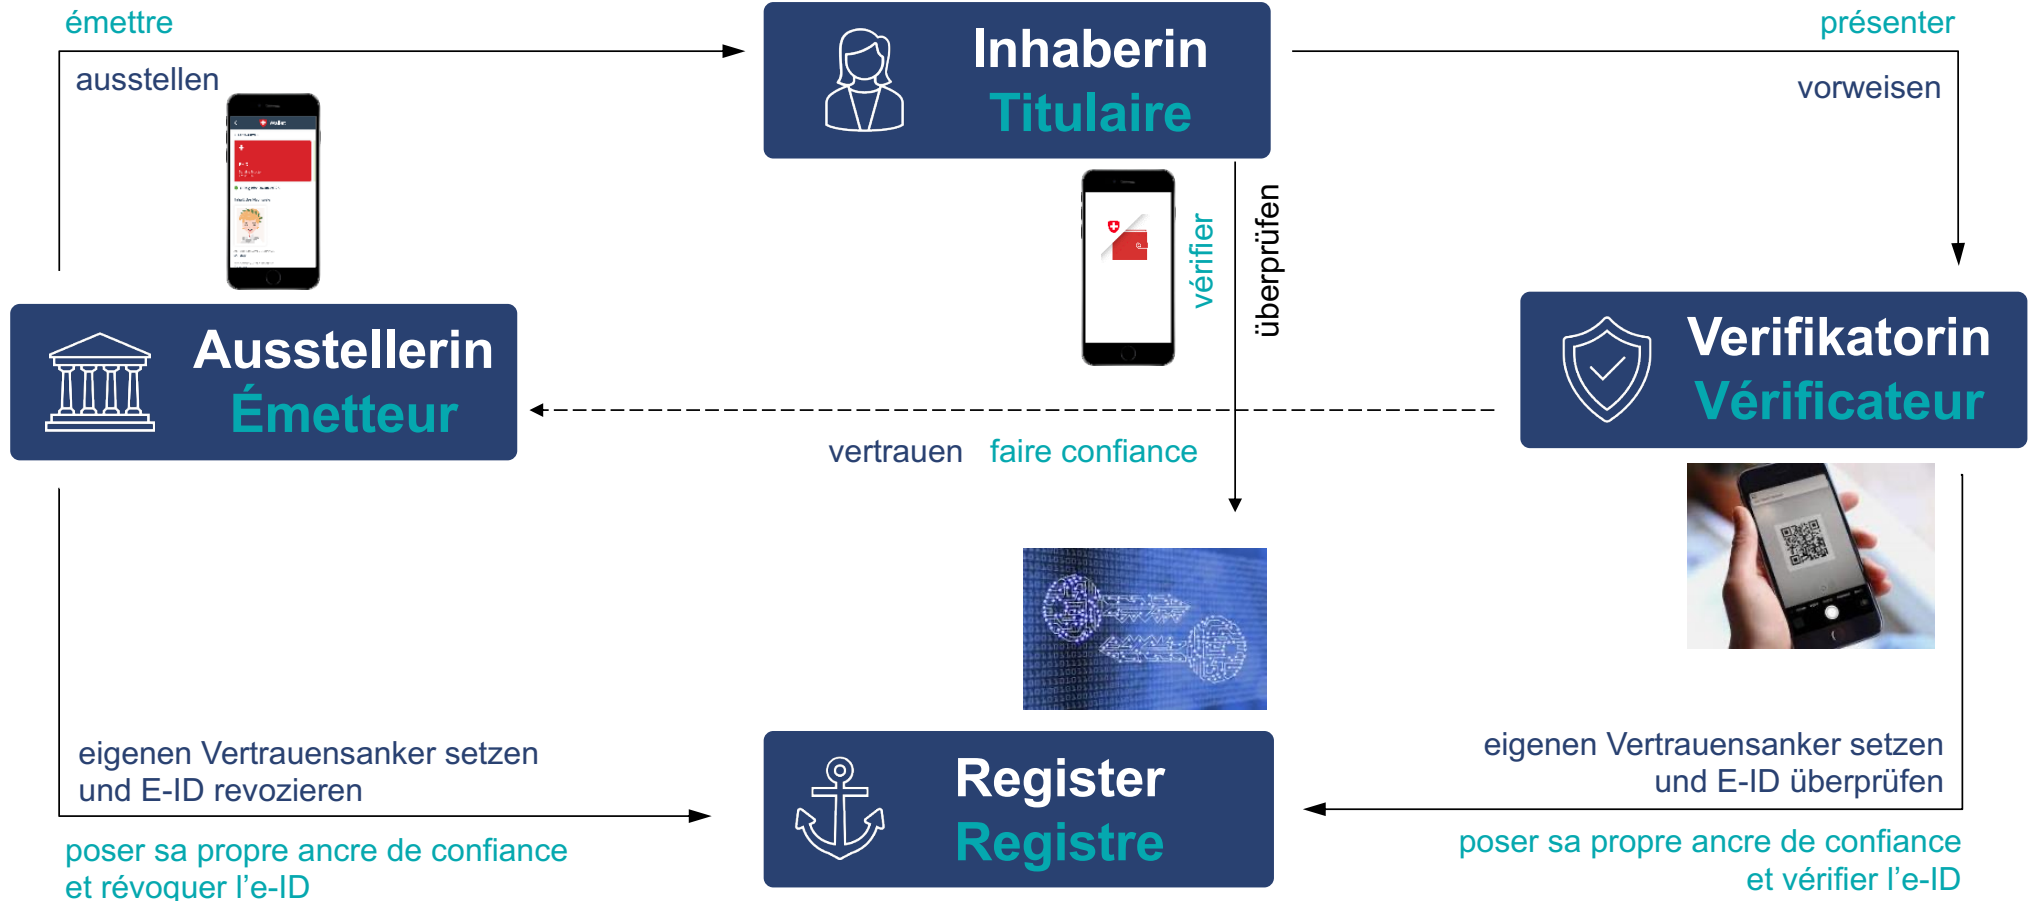 émettre
ausstellen
Inhaberin
Titulaire
présenter
vorweisen
Wallet
vérifier
überprüfen
Ausstellerin
Émetteur
Verifikatorin
Vérificateur
vertrauen faire confiance
eigenen Vertrauensanker setzen
und E-ID revozieren
poser sa propre ancre de confiance
et révoquer l’e-ID
Register
Registre
eigenen Vertrauensanker setzen
und E-ID überprüfen
poser sa propre ancre de confiance
et vérifier l’e-ID